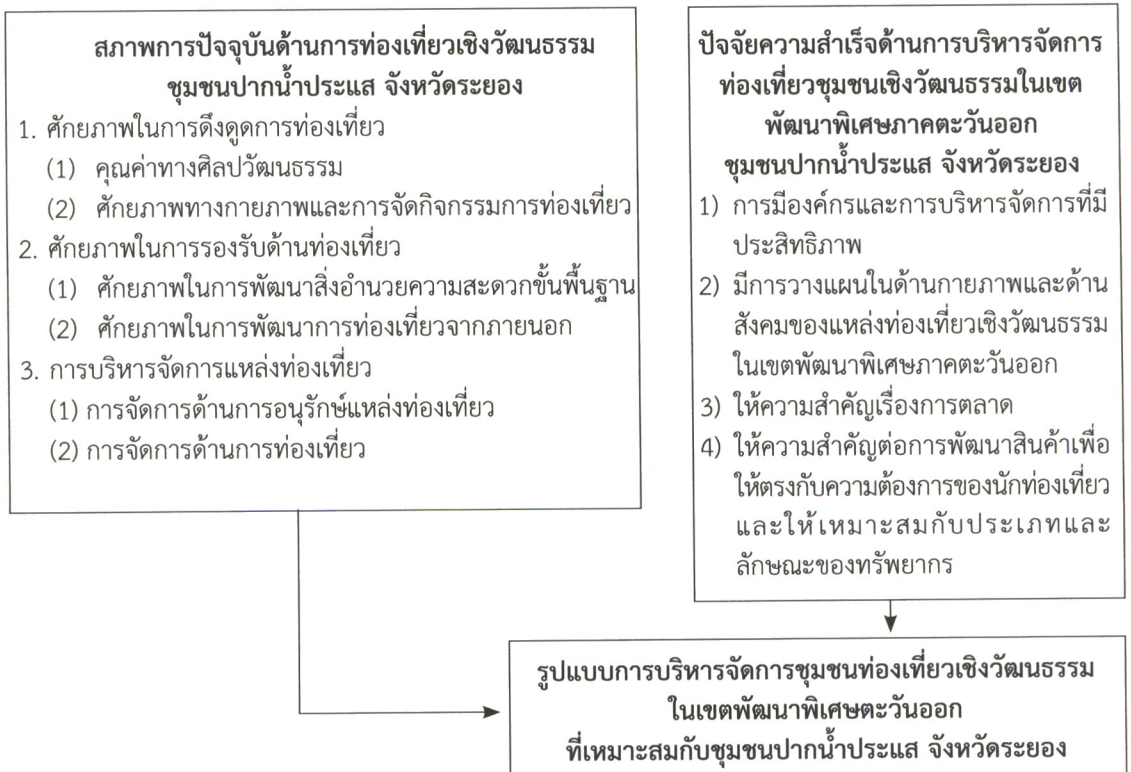 สภาพการปัจจุบันด้านการท่องเที่ยวเชิงวัฒนธรรม
ชุมชนปากน้ำประแส จังหวัดระยอง
1. ศักยภาพในการดึงดูดการท่องเที่ยว
(1) คุณค่าทางศิลปวัฒนธรรม
(2) ศักยภาพทางกายภาพและการจัดกิจกรรมการท่องเที่ยว
2. ศักยภาพในการรองรับด้านท่องเที่ยว
(1) ศักยภาพในการพัฒนาสิ่งอำนวยความสะดวกขั้นพื้นฐาน
(2) ศักยภาพในการพัฒนาการท่องเที่ยวจากภายนอก
3. การบริหารจัดการแหล่งท่องเที่ยว
(1) การจัดการด้านการอนุรักษ์แหล่งท่องเที่ยว
(2) การจัดการด้านการท่องเที่ยว
ปัจจัยความสำเร็จด้านการบริหารจัดการ
ท่องเที่ยวชุมชนเชิงวัฒนธรรมในเขต
พัฒนาพิเศษภาคตะวันออก
ชุมชนปากน้ำประแส จังหวัดระยอง
1) การมีองค์กรและการบริหารจัดการที่มี
ประสิทธิภาพ
2) มีการวางแผนในด้านกายภาพและด้าน
สังคมของแหล่งท่องเที่ยวเชิงวัฒนธรรม
ในเขตพัฒนาพิเศษภาคตะวันออก
3) ให้ความสำคัญเรื่องการตลาด
4) ให้ความสำคัญต่อการพัฒนาสินค้าเพื่อ
ให้ตรงกับความต้องการของนักท่องเที่ยว
และให้เหมาะสมกับประเภทและ
ลักษณะของทรัพยากร
รูปแบบการบริหารจัดการชุมชนท่องเที่ยวเชิงวัฒนธรรม
ในเขตพัฒนาพิเศษตะวันออก
ที่เหมาะสมกับชุมชนปากน้ำประแส จังหวัดระยอง